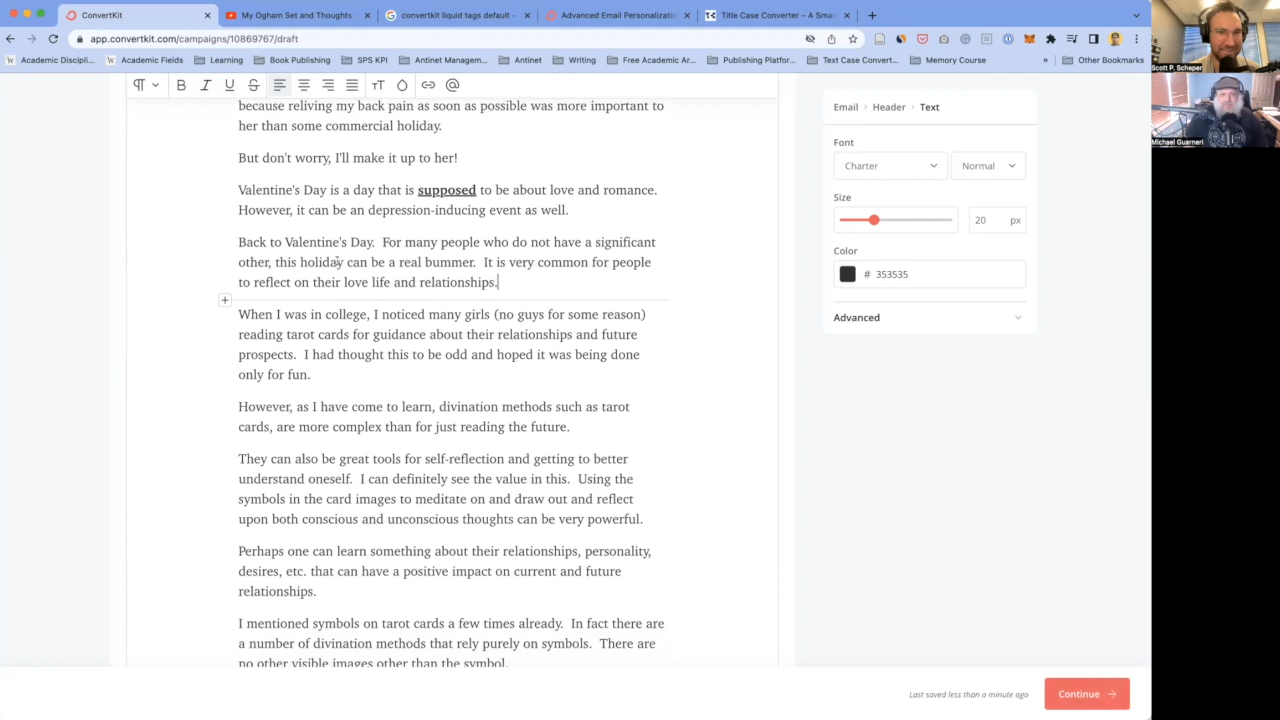 ConvertKit
My Ogham Set and Thoughts
convertkit liquid tags default -
Advanced Email Personalizatio
Title Case Converter – A Smar
app.convertkit.com/campaigns/10869767/draft
Academic Discipli...
Academic Fields
Learning
Book Publishing
SPS KPI
Antinet Managem...
Antinet
Writing
Free Academic Ar...
Publishing Platfor...
Text Case Convert...
Memory Course
»
Other Bookmarks
Scott P. Scheper
Michael Guarneri
because reliving my back pain as soon as possible was more important to
her than some commercial holiday.
But don't worry, I'll make it up to her!
Valentine's Day is a day that is supposed to be about love and romance.
However, it can be an depression-inducing event as well.
Back to Valentine's Day.  For many people who do not have a significant
other, this holiday can be a real bummer.  It is very common for people
to reflect on their love life and relationships.
When I was in college, I noticed many girls (no guys for some reason)
reading tarot cards for guidance about their relationships and future
prospects.  I had thought this to be odd and hoped it was being done
only for fun.
However, as I have come to learn, divination methods such as tarot
cards, are more complex than for just reading the future.
They can also be great tools for self-reflection and getting to better
understand oneself.  I can definitely see the value in this.  Using the
symbols in the card images to meditate on and draw out and reflect
upon both conscious and unconscious thoughts can be very powerful.
Perhaps one can learn something about their relationships, personality,
desires, etc. that can have a positive impact on current and future
relationships.
I mentioned symbols on tarot cards a few times already.  In fact there are
a number of divination methods that rely purely on symbols.  There are
no other visible images other than the symbol.
Email > Header > Text
Font
Charter
Normal
Size
20 px
Color
# 353535
Advanced
Last saved less than a minute ago
Continue →